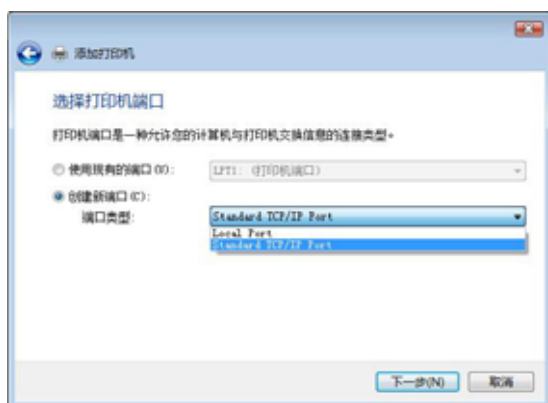 添加打印机
选择打印机端口
打印机端口是一种允许您的计算机与打印机交换信息的连接类型。
使用现有的端口(U): LPT1: (打印机端口)
创建新端口(C):
端口类型: Standard TCP/IP Port
Local Port
Standard TCP/IP Port
下一步(N) 取消